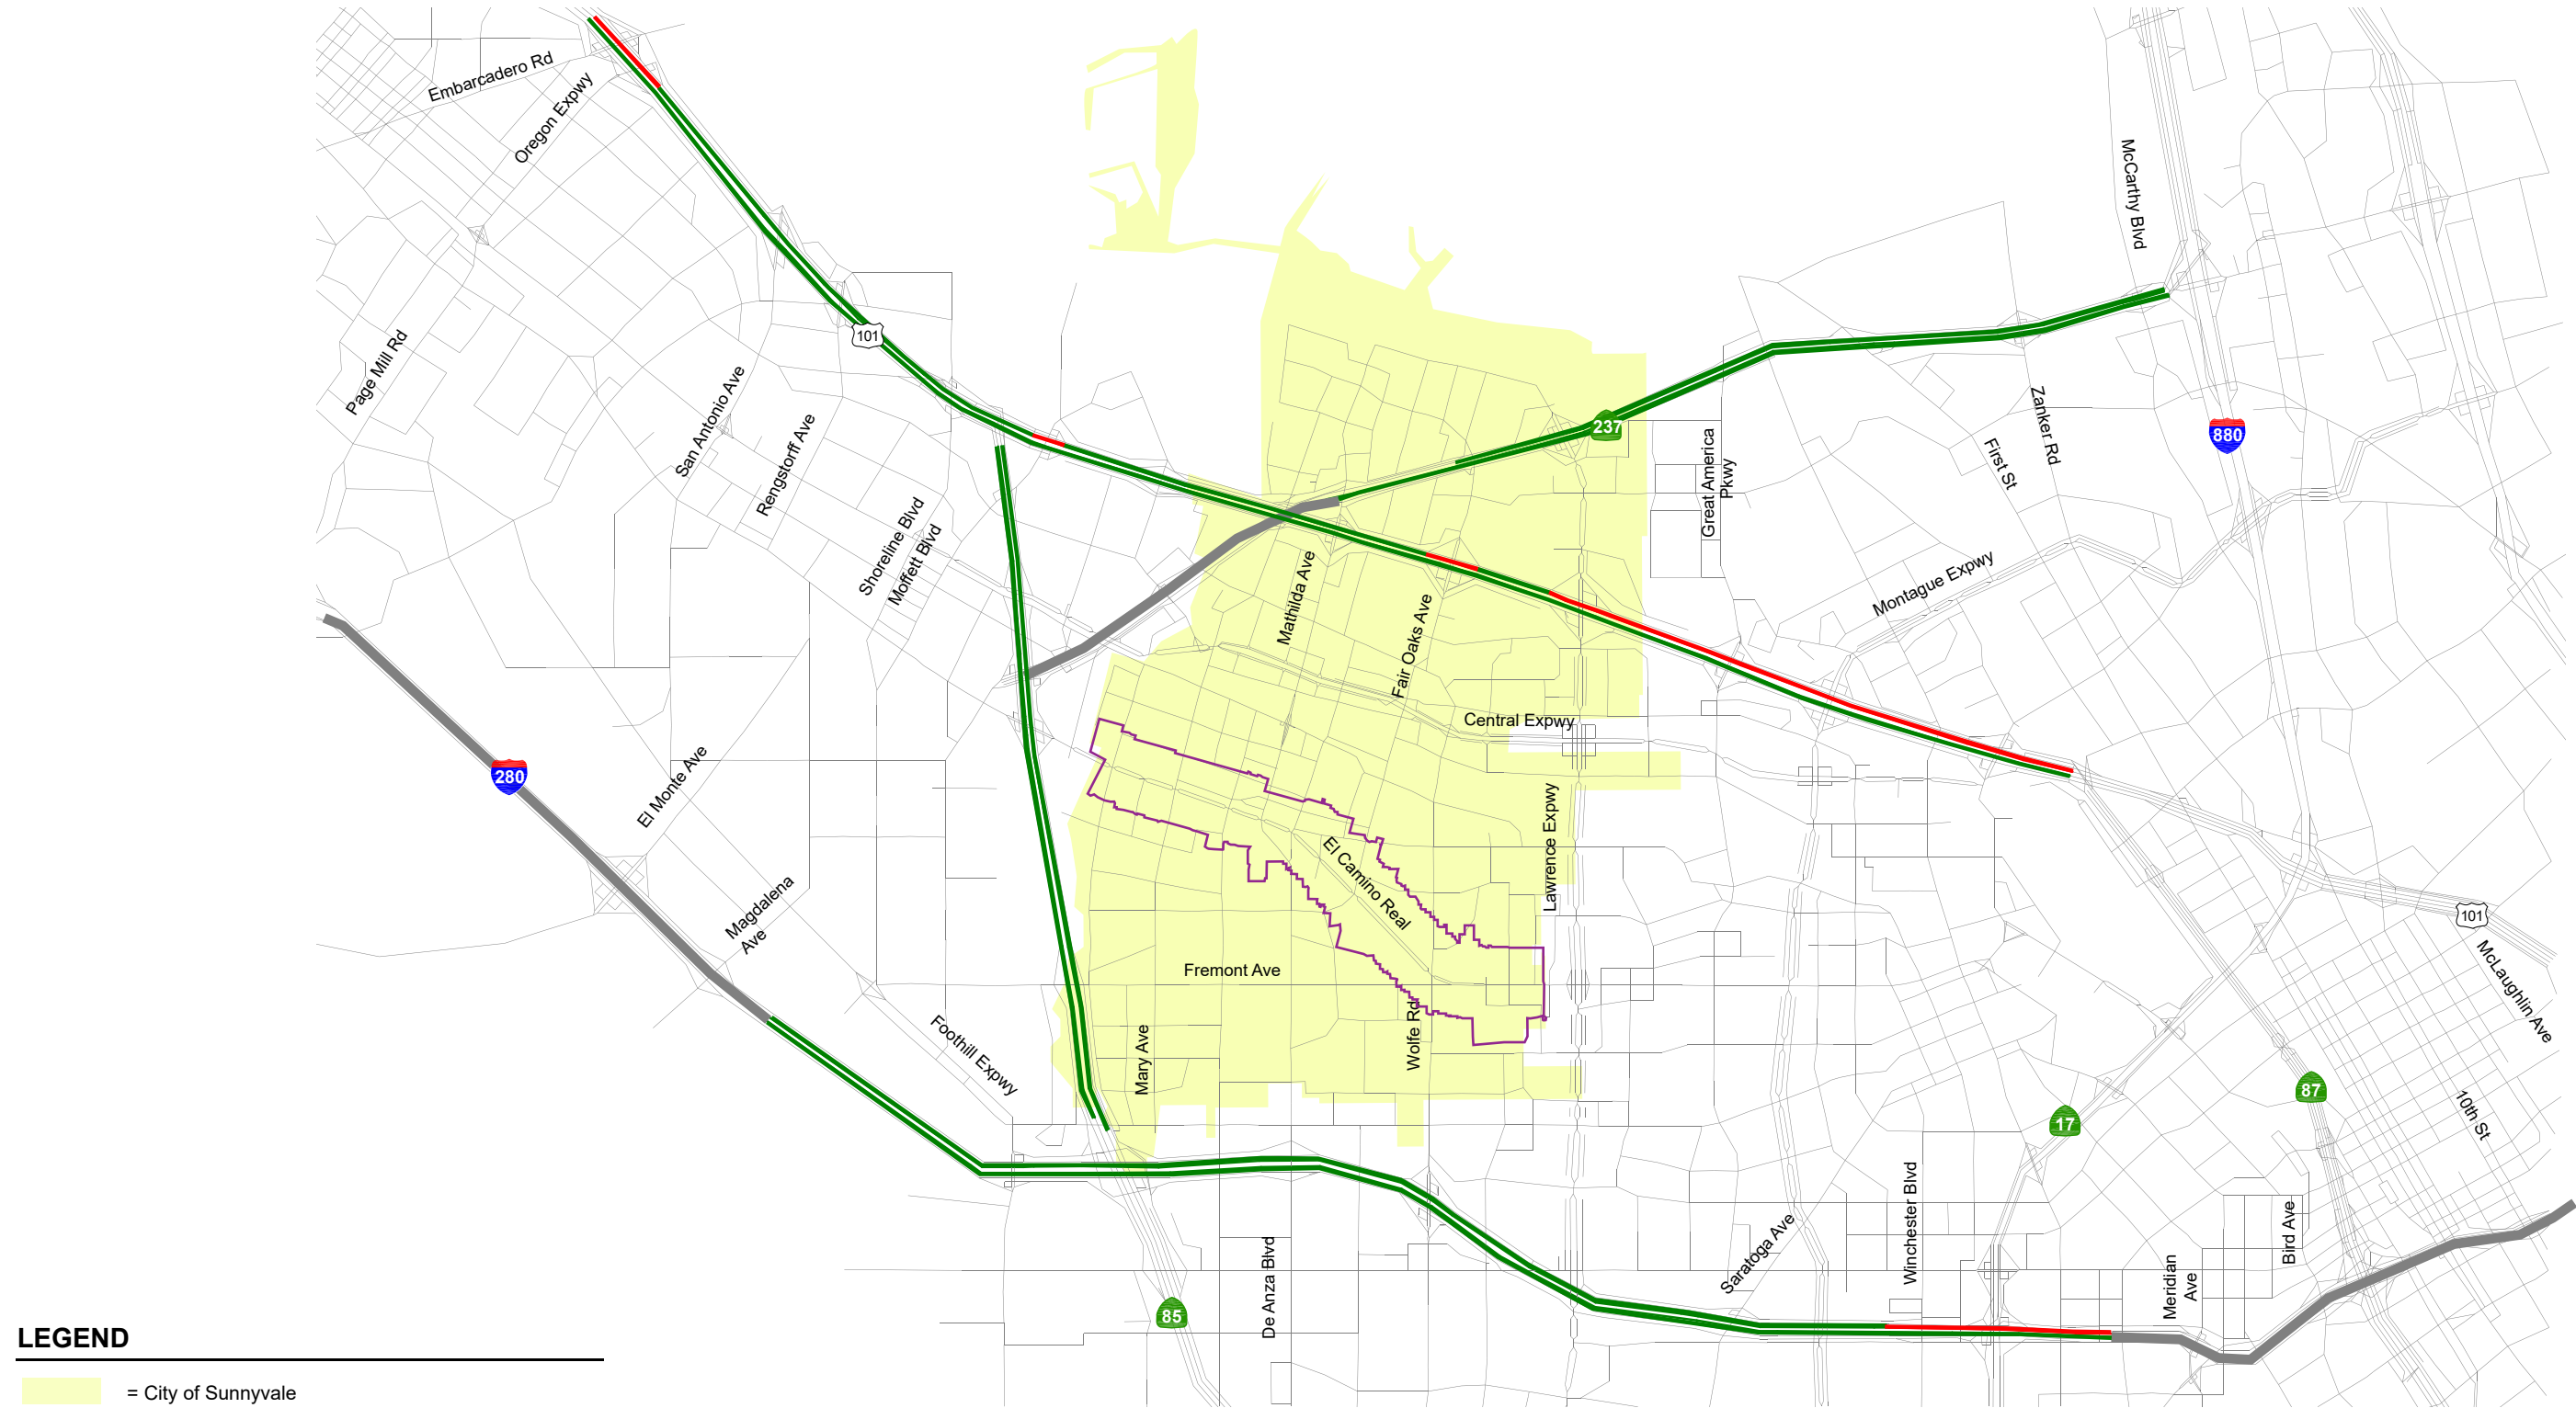 Embarcadero Rd
Oregon Expwy
McCarthy Blvd
101
Page Mill Rd
San Antonio Ave
Rengstorff Ave
237
880
Zanker Rd
First St
Great America
Pkwy
Shoreline Blvd
Moffett Blvd
Mathilda Ave
Fair Oaks Ave
Montague Expwy
Central Expwy
280
El Monte Ave
Lawrence Expwy
El Camino Real
Magdalena
Ave
101
McLaughlin Ave
Fremont Ave
Wolfe Rd
Foothill Expwy
Mary Ave
87
17
10th St
Winchester Blvd
Saratoga Ave
Bird Ave
Meridian
Ave
De Anza Blvd
85
LEGEND
= City of Sunnyvale